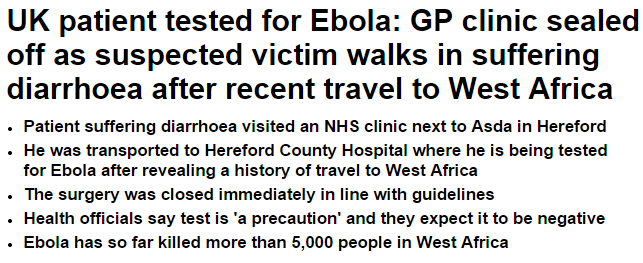 UK patient tested for Ebola: GP clinic sealed
off as suspected victim walks in suffering
diarrhoea after recent travel to West Africa
• Patient suffering diarrhoea visited an NHS clinic next to Asda in Hereford
• He was transported to Hereford County Hospital where he is being tested
for Ebola after revealing a history of travel to West Africa
• The surgery was closed immediately in line with guidelines
• Health officials say test is 'a precaution' and they expect it to be negative
• Ebola has so far killed more than 5,000 people in West Africa